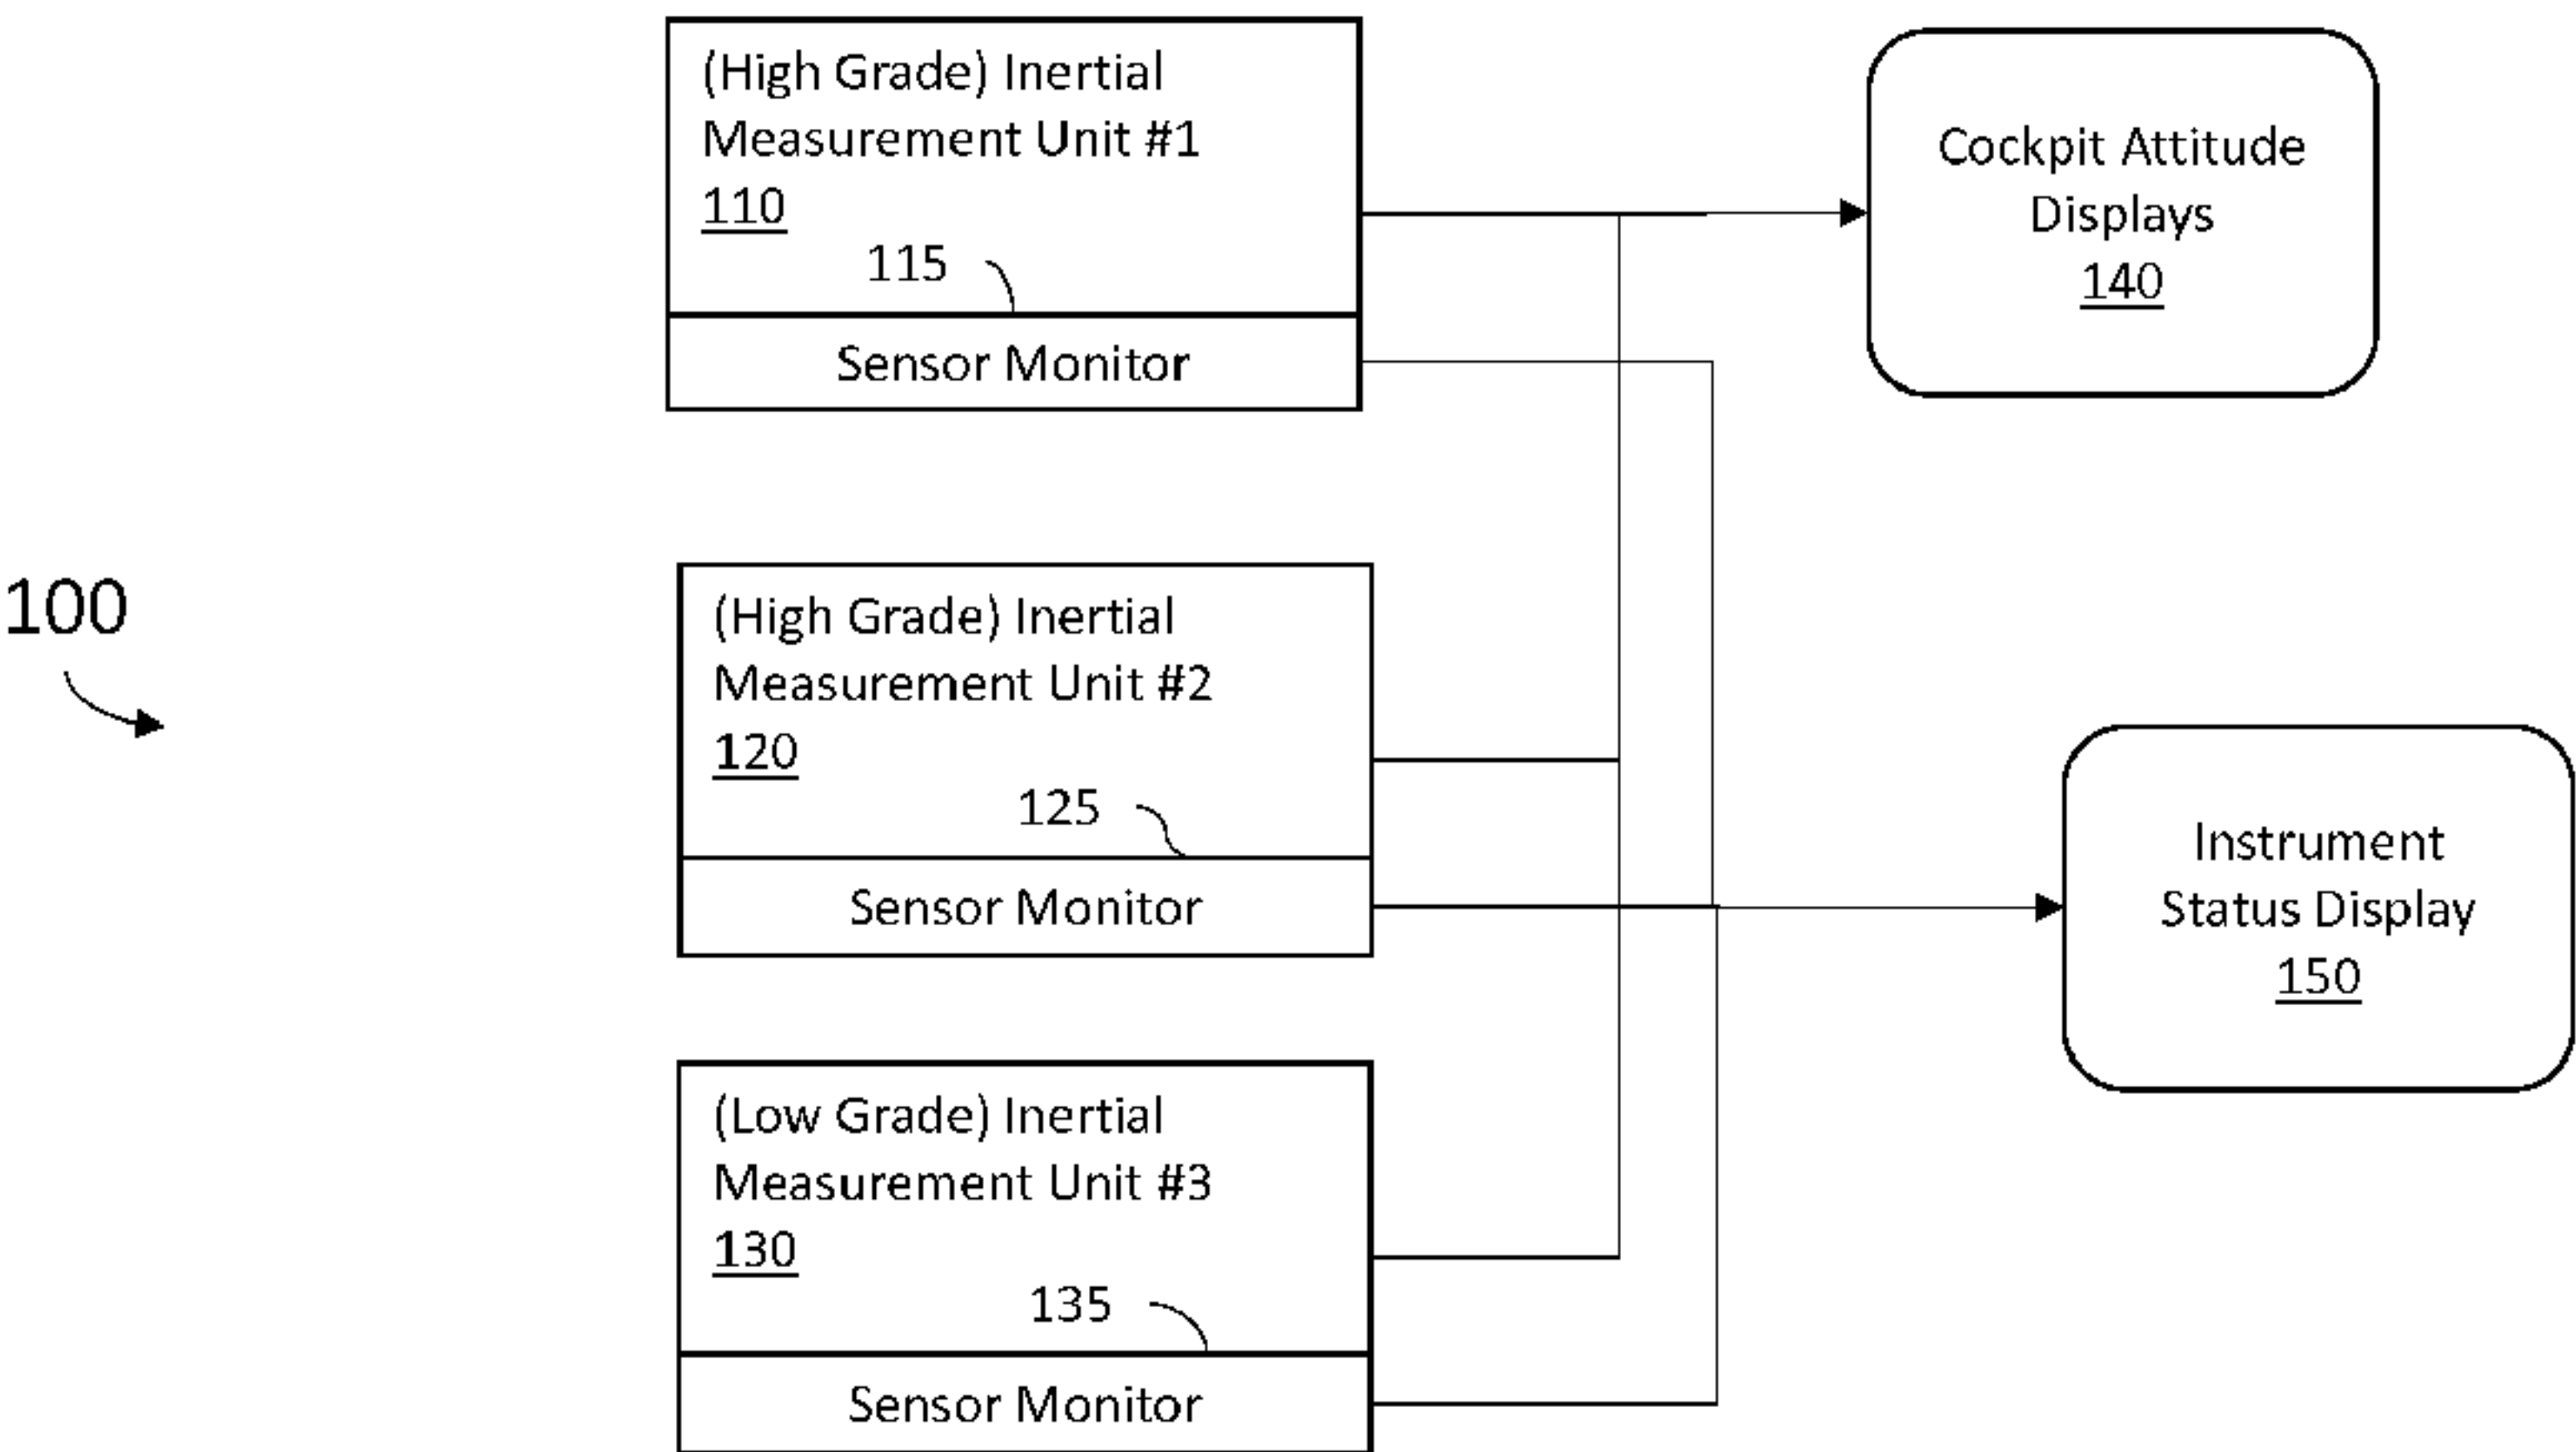 (High Grade) Inertial
Measurement Unit #1
110
115
Sensor Monitor
Cockpit Attitude
Displays
140
100
(High Grade) Inertial
Measurement Unit #2
120
125
Sensor Monitor
Instrument
Status Display
150
(Low Grade) Inertial
Measurement Unit #3
130
135
Sensor Monitor